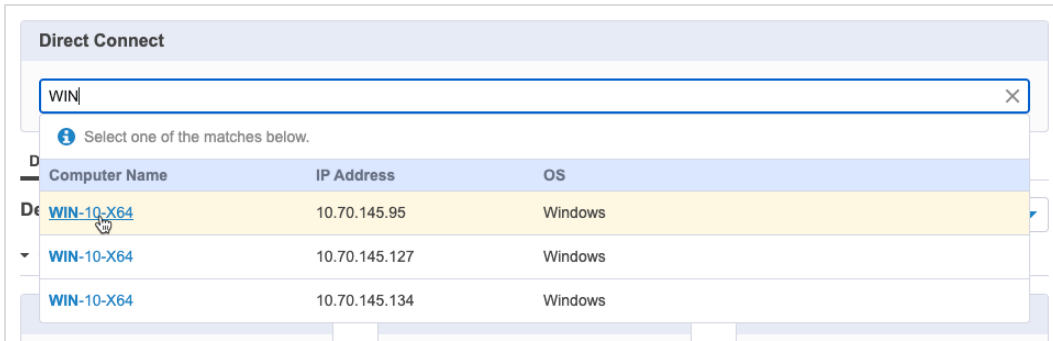 Direct Connect
WIN
Select one of the matches below.
D
Computer Name IP Address OS
De
WIN-10-X64 10.70.145.95 Windows
WIN-10-X64 10.70.145.127 Windows
WIN-10-X64 10.70.145.134 Windows